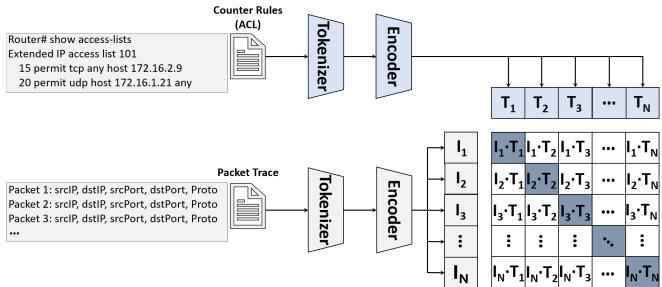 Counter Rules
(ACL)
Router# show access-lists
Extended IP access list 101
15 permit tcp any host 172.16.2.9
20 permit udp host 172.16.1.21 any
Tokenizer
Encoder
T1 T2 T3 ... TN
Packet Trace
Packet 1: srcIP, dstIP, srcPort, dstPort, Proto
Packet 2: srcIP, dstIP, srcPort, dstPort, Proto
Packet 3: srcIP, dstIP, srcPort, dstPort, Proto
...
Tokenizer
Encoder
I1 I1·T1 I1·T2 I1·T3 ... I1·TN
I2 I2·T1 I2·T2 I2·T3 ... I2·TN
I3 I3·T1 I3·T2 I3·T3 ... I3·TN
⋮ ⋮ ⋮ ⋮ ⋱ ⋮
IN IN·T1 IN·T2 IN·T3 ... IN·TN